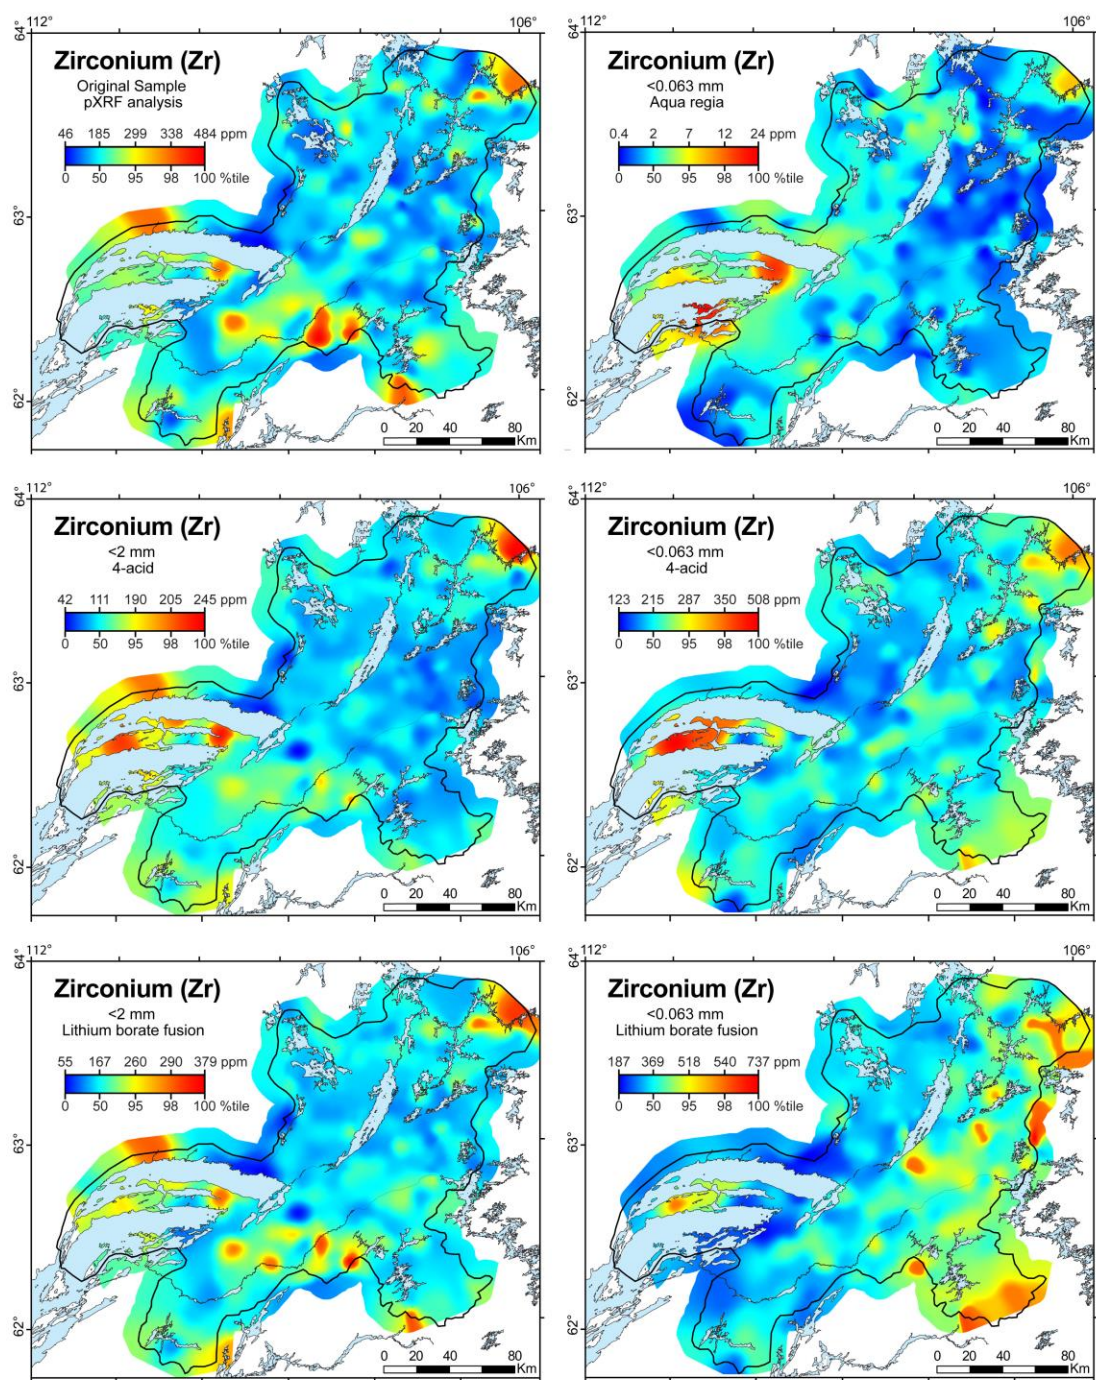 64° 112° 106°
Zirconium (Zr)
Original Sample
pXRF analysis
46 185 299 338 484 ppm
0 50 95 98 100 %tile
63°
62°
0 20 40 80
Km
112° 106°
64°
Zirconium (Zr)
<0.063 mm
Aqua regia
0.4 2 7 12 24 ppm
0 50 95 98 100 %tile
63°
62°
0 20 40 80
Km
64° 112° 106°
Zirconium (Zr)
<2 mm
4-acid
42 111 190 205 245 ppm
0 50 95 98 100 %tile
63°
62°
0 20 40 80
Km
64° 112° 106°
Zirconium (Zr)
<0.063 mm
4-acid
123 215 287 350 508 ppm
0 50 95 98 100 %tile
63°
62°
0 20 40 80
Km
64° 112° 106°
Zirconium (Zr)
<2 mm
Lithium borate fusion
55 167 260 290 379 ppm
0 50 95 98 100 %tile
63°
62°
0 20 40 80
Km
64° 112° 106°
Zirconium (Zr)
<0.063 mm
Lithium borate fusion
187 369 518 540 737 ppm
0 50 95 98 100 %tile
63°
62°
0 20 40 80
Km